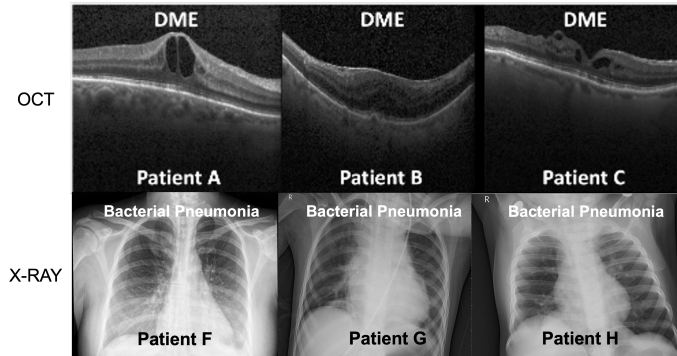 DME DME DME
OCT
Patient A Patient B Patient C
R R
Bacterial Pneumonia Bacterial Pneumonia Bacterial Pneumonia
X-RAY
Patient F Patient G Patient H